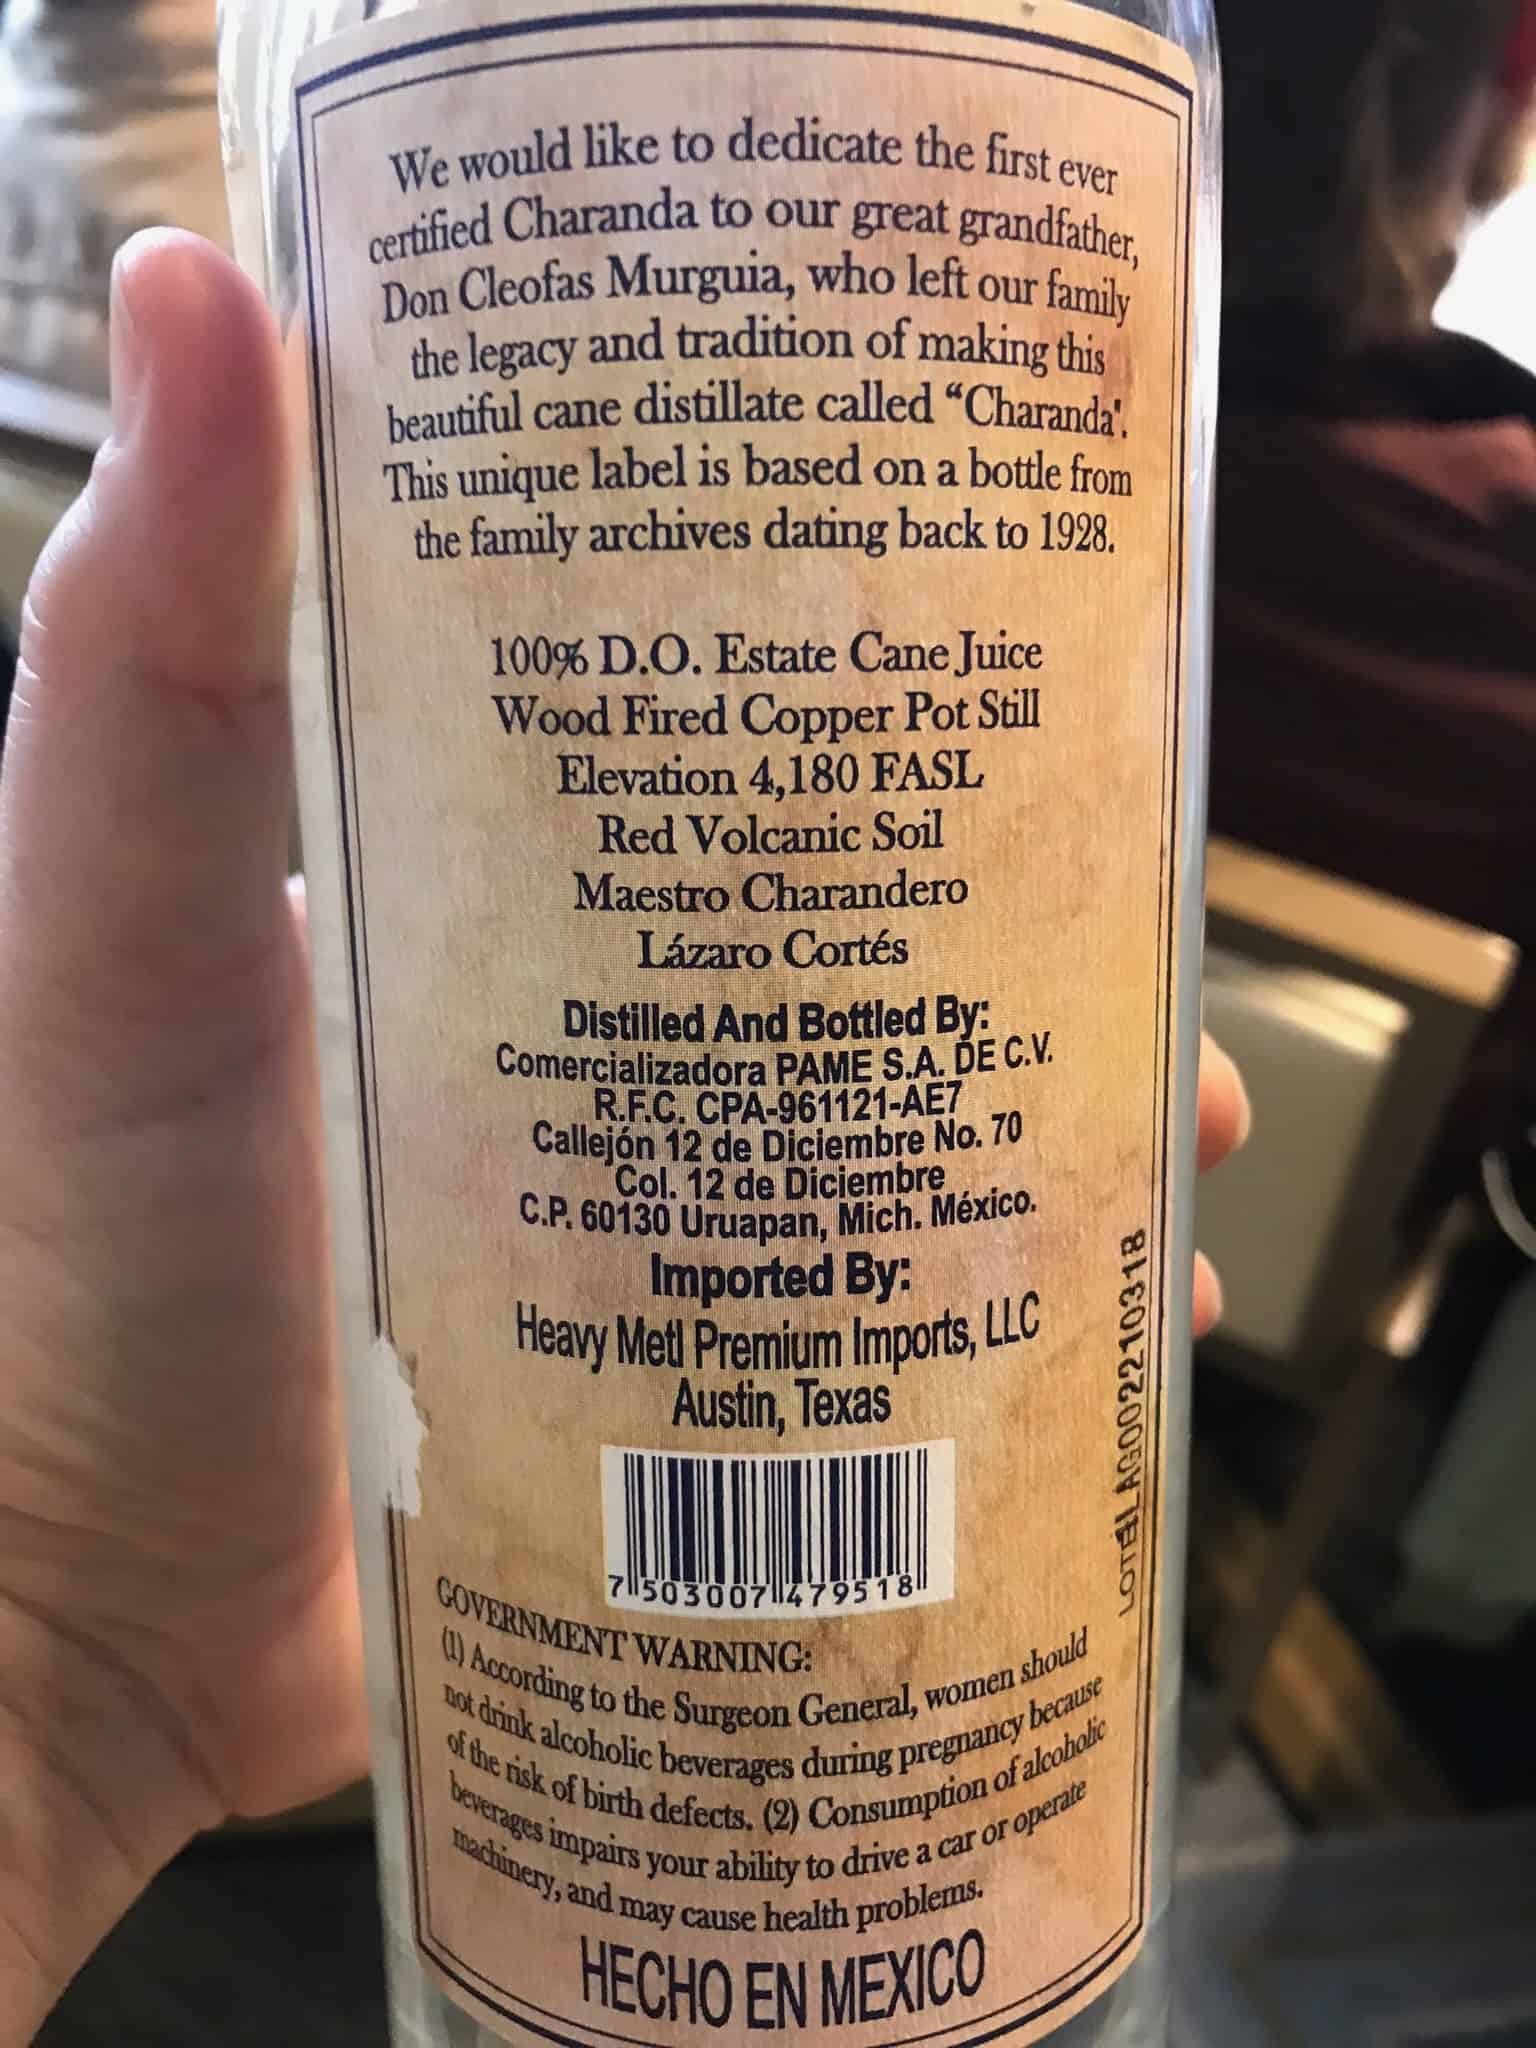 We would like to dedicate the first ever
certified Charanda to our great grandfather,
Don Cleofas Murguia, who left our family
the legacy and tradition of making this
beautiful cane distillate called “Charanda".
This unique label is based on a bottle from
the family archives dating back to 1928.
100% D.O. Estate Cane Juice
Wood Fired Copper Pot Still
Elevation 4,180 FASL
Red Volcanic Soil
Maestro Charandero
Lázaro Cortés
Distilled And Bottled By:
Comercializadora PAME S.A. DE C.V.
R.F.C. CPA-961121-AE7
Callejón 12 de Diciembre No. 70
Col. 12 de Diciembre
C.P. 60130 Uruapan, Mich. México.
Imported By:
Heavy Metl Premium Imports, LLC
Austin, Texas
7 503007 479518
GOVERNMENT WARNING:
(1) According to the Surgeon General, women should
not drink alcoholic beverages during pregnancy because
of the risk of birth defects. (2) Consumption of alcoholic
beverages impairs your ability to drive a car or operate
machinery, and may cause health problems.
HECHO EN MEXICO